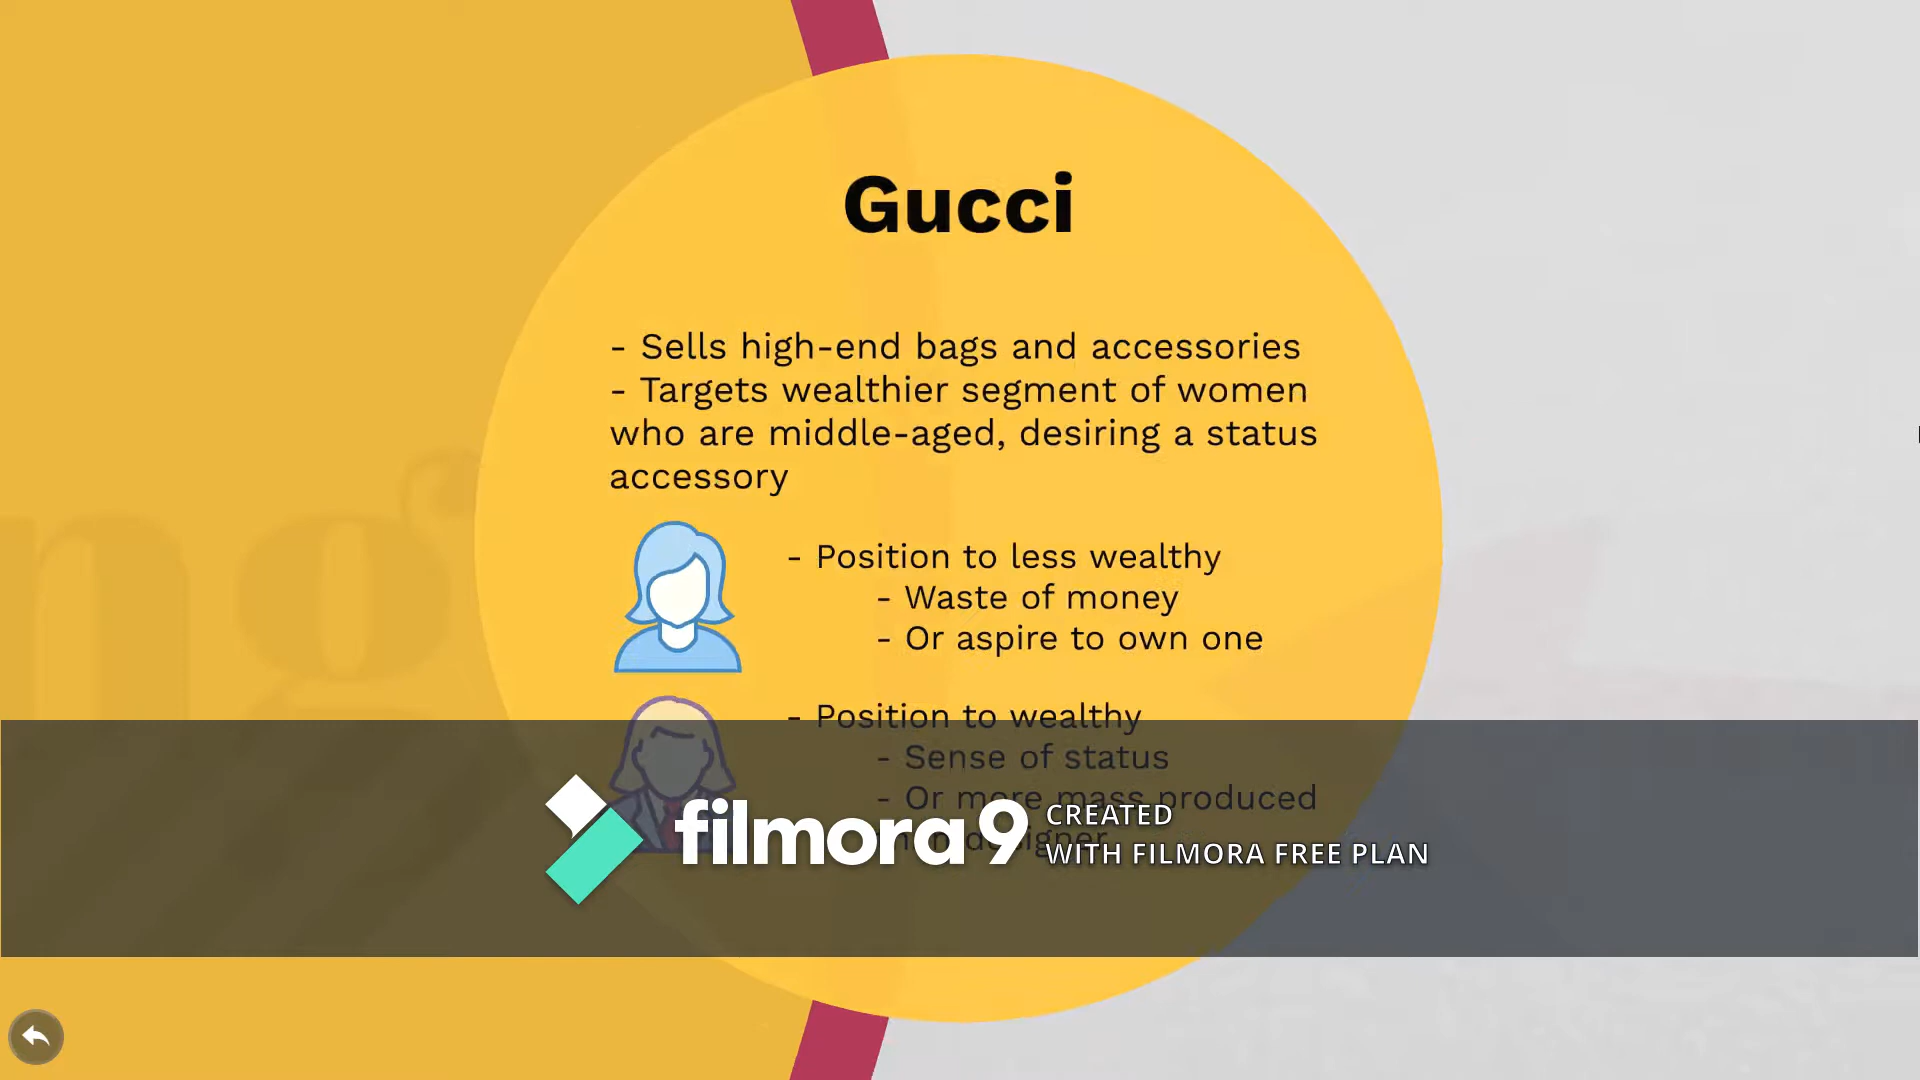 Gucci
- Sells high-end bags and accessories
- Targets wealthier segment of women
who are middle-aged, desiring a status
accessory
- Position to less wealthy
- Waste of money
- Or aspire to own one
- Position to wealthy
- Sense of status
- Or more mass produced
designer
filmora9
CREATED
WITH FILMORA FREE PLAN
ng